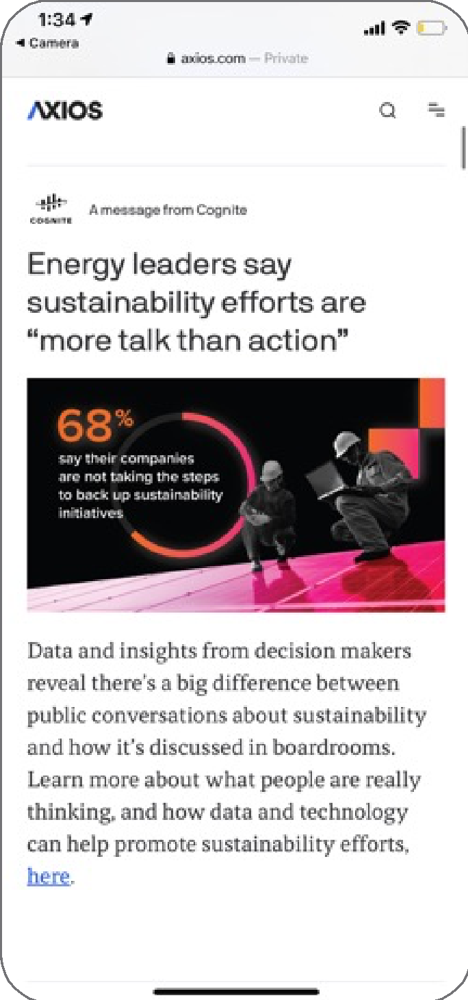 1:34
◀ Camera
axios.com — Private
AXIOS
COGNITE
A message from Cognite
Energy leaders say
sustainability efforts are
“more talk than action”
68%
say their companies
are not taking the steps
to back up sustainability
initiatives
Data and insights from decision makers
reveal there’s a big difference between
public conversations about sustainability
and how it’s discussed in boardrooms.
Learn more about what people are really
thinking, and how data and technology
can help promote sustainability efforts,
here.